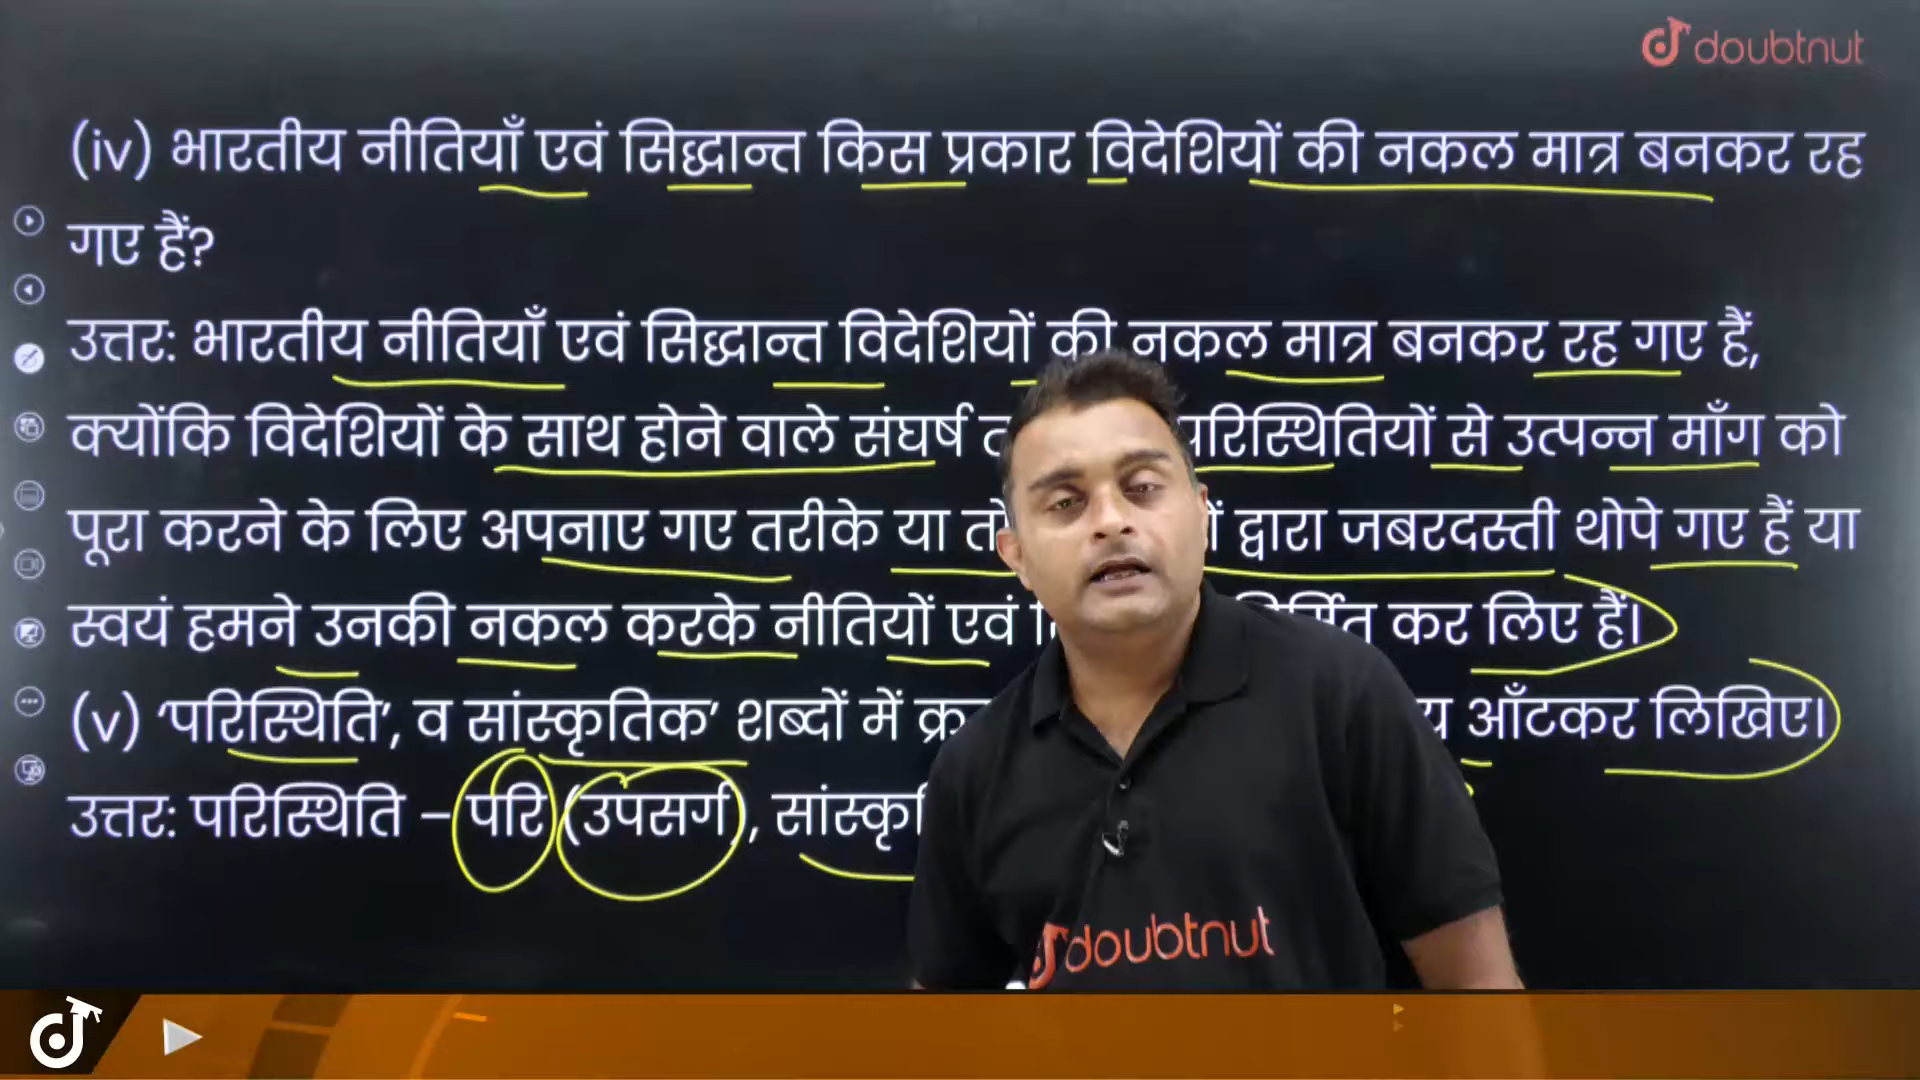 doubtnut
(iv) भारतीय नीतियाँ एवं सिद्धान्त किस प्रकार विदेशियों की नकल मात्र बनकर रह
गए हैं?
उत्तर: भारतीय नीतियाँ एवं सिद्धान्त विदेशियों की नकल मात्र बनकर रह गए हैं,
क्योंकि विदेशियों के साथ होने वाले संघर्ष परिस्थितियों से उत्पन्न माँग को
पूरा करने के लिए अपनाए गए तरीके या द्वारा जबरदस्ती थोपे गए हैं या
स्वयं हमने उनकी नकल करके नीतियों एवं कर लिए हैं।
(v) ‘परिस्थिति’, व सांस्कृतिक’ शब्दों में आँटकर लिखिए।
उत्तर: परिस्थिति – परि (उपसर्ग),
doubtnut